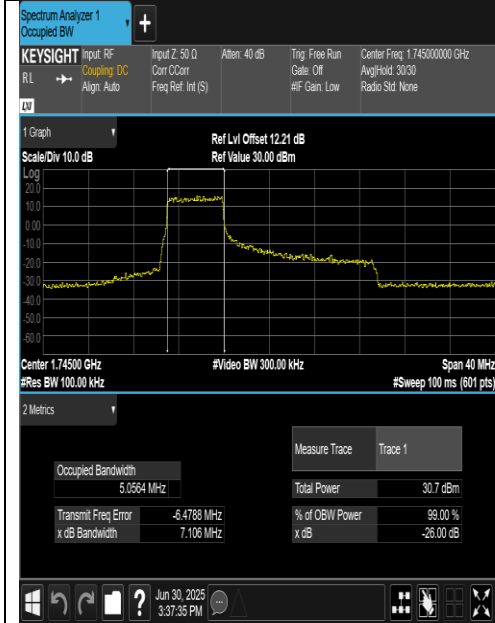 Spectrum Analyzer 1
Occupied BW
+
KEYSIGHT Input: RF Input Z: 50 Ω Atten: 40 dB Trig: Free Run Center Freq: 1.745000000 GHz
RL Coupling: DC Corr CCorr Gate: Off Avg|Hold: 30/30
Align: Auto Freq Ref: Int (S) #IF Gain: Low Radio Std: None
LXI
1 Graph
Ref Lvl Offset 12.21 dB
Scale/Div 10.0 dB Ref Value 30.00 dBm
Log
20.0
10.0
0.00
-10.0
-20.0
-30.0
-40.0
-50.0
-60.0
Center 1.74500 GHz #Video BW 300.00 kHz Span 40 MHz
#Res BW 100.00 kHz #Sweep 100 ms (601 pts)
2 Metrics
Measure Trace Trace 1
Occupied Bandwidth
5.0564 MHz
Total Power 30.7 dBm
Transmit Freq Error -6.4788 MHz % of OBW Power 99.00 %
x dB Bandwidth 7.106 MHz x dB -26.00 dB
? Jun 30, 2025
3:37:35 PM